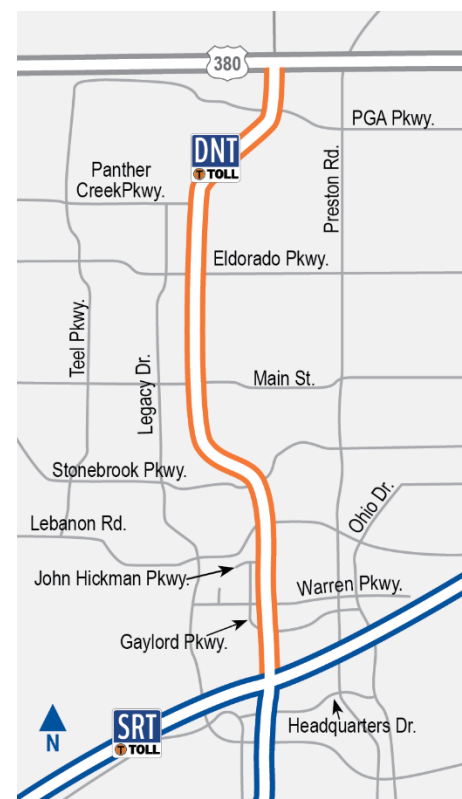 380
PGA Pkwy.
DNT
T TOLL
Panther
CreekPkwy.
Preston Rd.
Eldorado Pkwy.
Teel Pkwy.
Legacy Dr.
Main St.
Stonebrook Pkwy.
Ohio Dr.
Lebanon Rd.
John Hickman Pkwy.
Warren Pkwy.
Gaylord Pkwy.
N
SRT
T TOLL
Headquarters Dr.